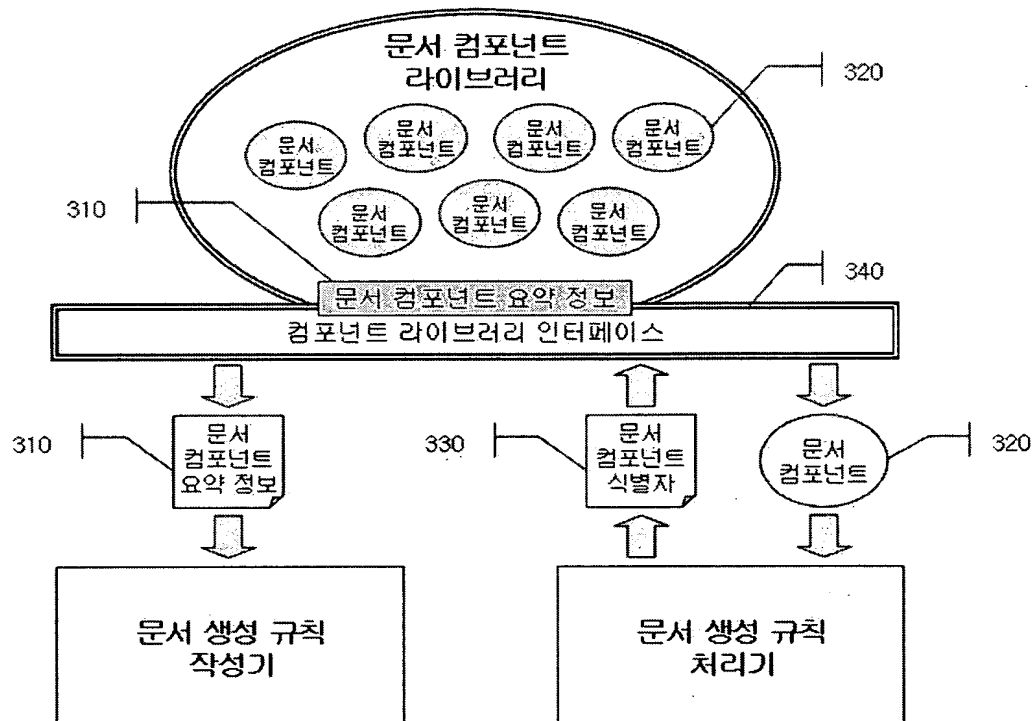 문서 컴포넌트
라이브러리
320
문서
컴포넌트
문서
컴포넌트
문서
컴포넌트
문서
컴포넌트
310
문서
컴포넌트
문서
컴포넌트
문서
컴포넌트
340
문서 컴포넌트 요약 정보
컴포넌트 라이브러리 인터페이스
310
문서
컴포넌트
요약 정보
330
문서
컴포넌트
식별자
문서
컴포넌트
320
문서 생성 규칙
작성기
문서 생성 규칙
처리기